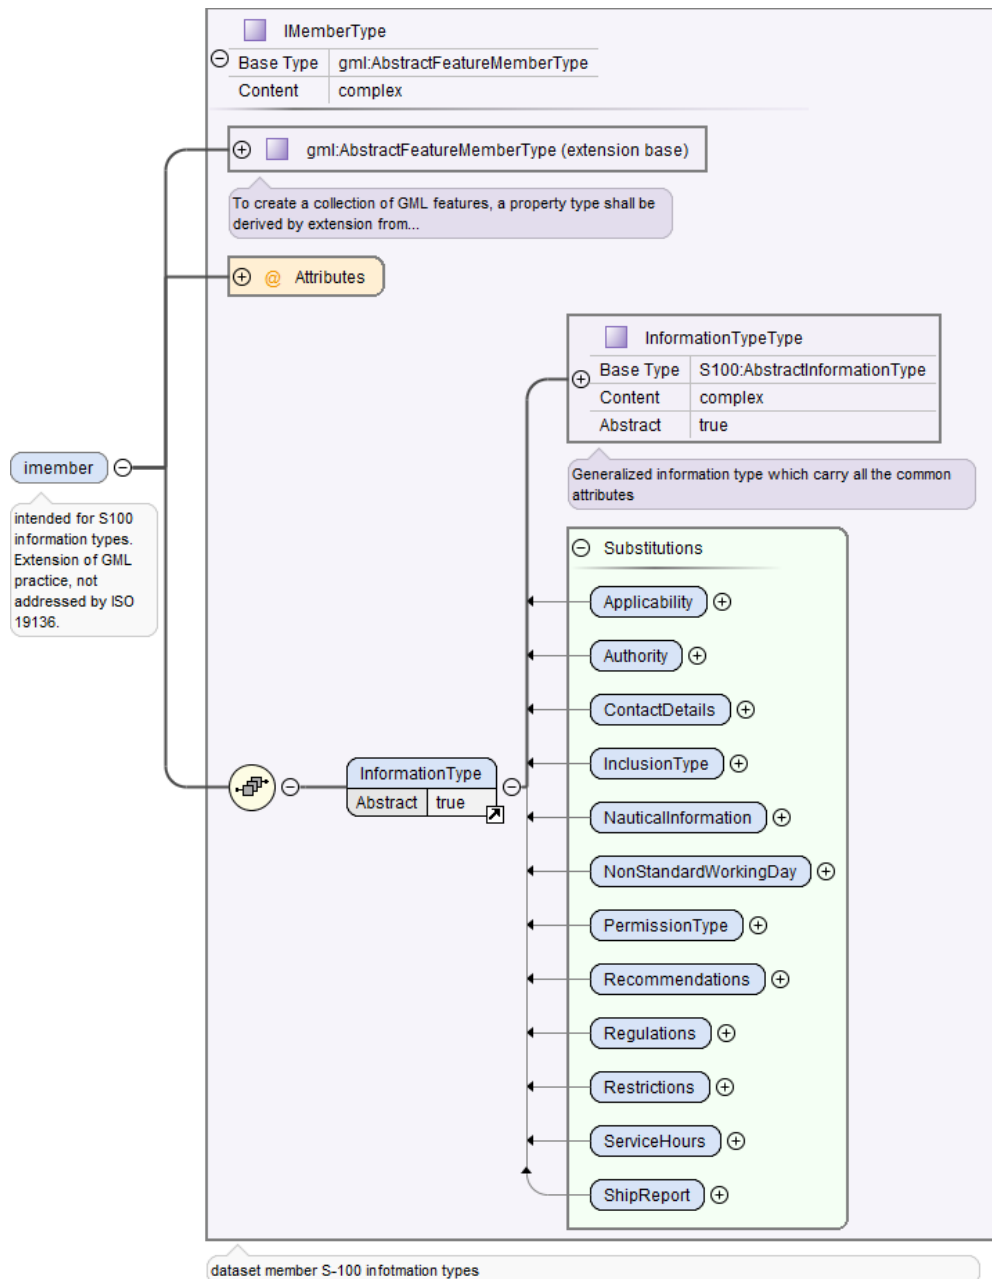 IMemberType
Base Type gml:AbstractFeatureMemberType
Content complex
gml:AbstractFeatureMemberType (extension base)
To create a collection of GML features, a property type shall be
derived by extension from...
@ Attributes
InformationTypeType
Base Type S100:AbstractInformationType
Content complex
Abstract true
Generalized information type which carry all the common
attributes
imember
intended for S100
information types.
Extension of GML
practice, not
addressed by ISO
19136.
Substitutions
Applicability
Authority
ContactDetails
InclusionType
InformationType
Abstract true
NauticalInformation
NonStandardWorkingDay
PermissionType
Recommendations
Regulations
Restrictions
ServiceHours
ShipReport
dataset member S-100 infotmation types